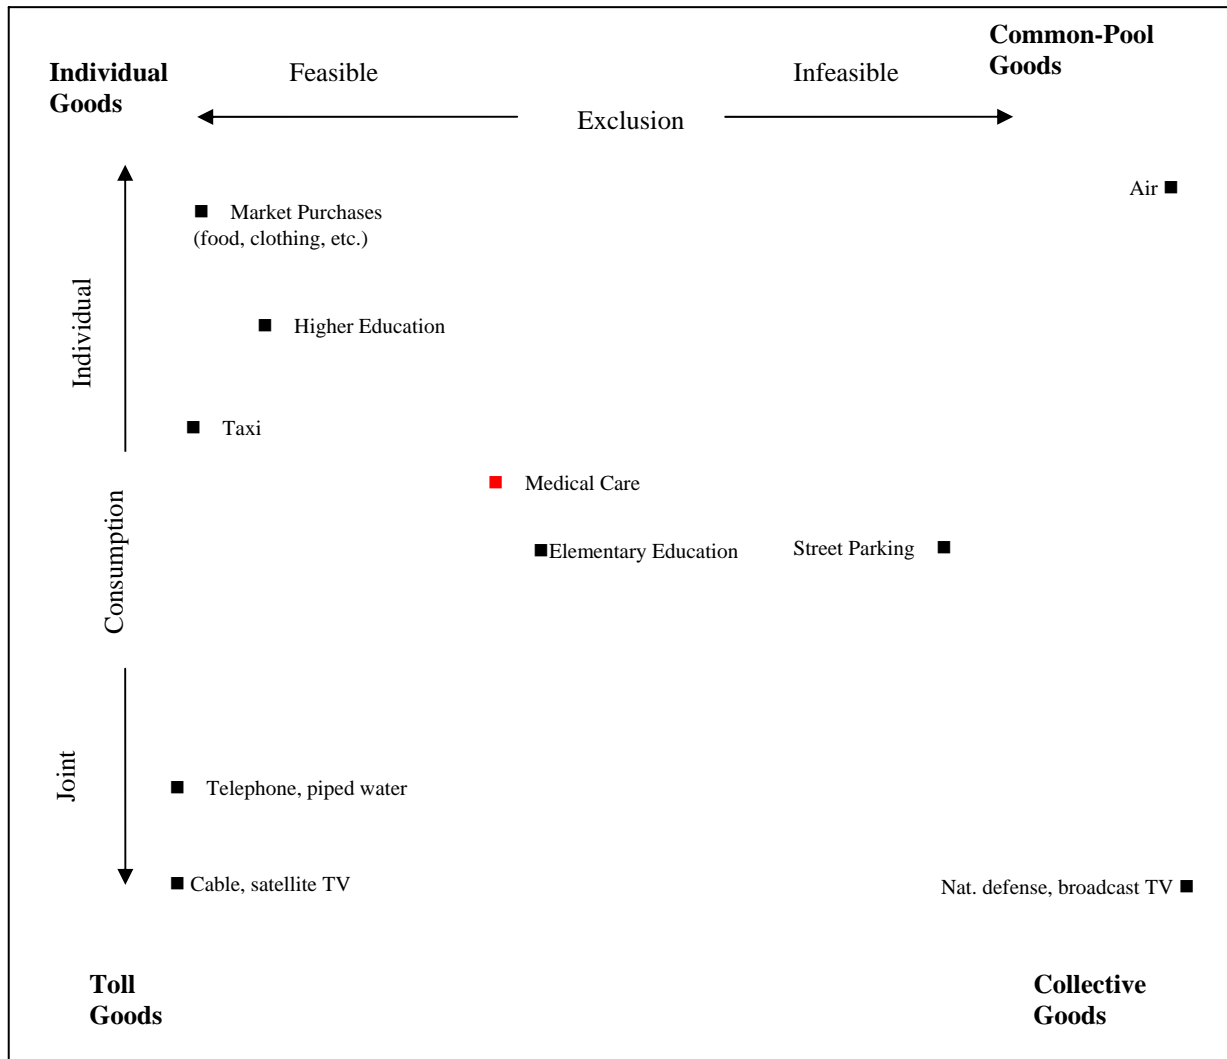 Common-Pool
Goods
Individual
Goods
Feasible
Infeasible
Exclusion
Air
Market Purchases
(food, clothing, etc.)
Individual
Higher Education
Taxi
Medical Care
Consumption
Elementary Education
Street Parking
Joint
Telephone, piped water
Cable, satellite TV
Nat. defense, broadcast TV
Toll
Goods
Collective
Goods